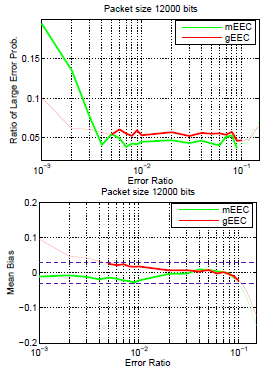 Packet size 12000 bits
mEEC
gEEC
Ratio of Large Error Prob.
0.15
0.1
0.05
10^-3
10^-2
10^-1
Error Ratio
Packet size 12000 bits
mEEC
gEEC
Mean Bias
0.2
0.1
0
−0.1
−0.2
10^-3
10^-2
10^-1
Error Ratio